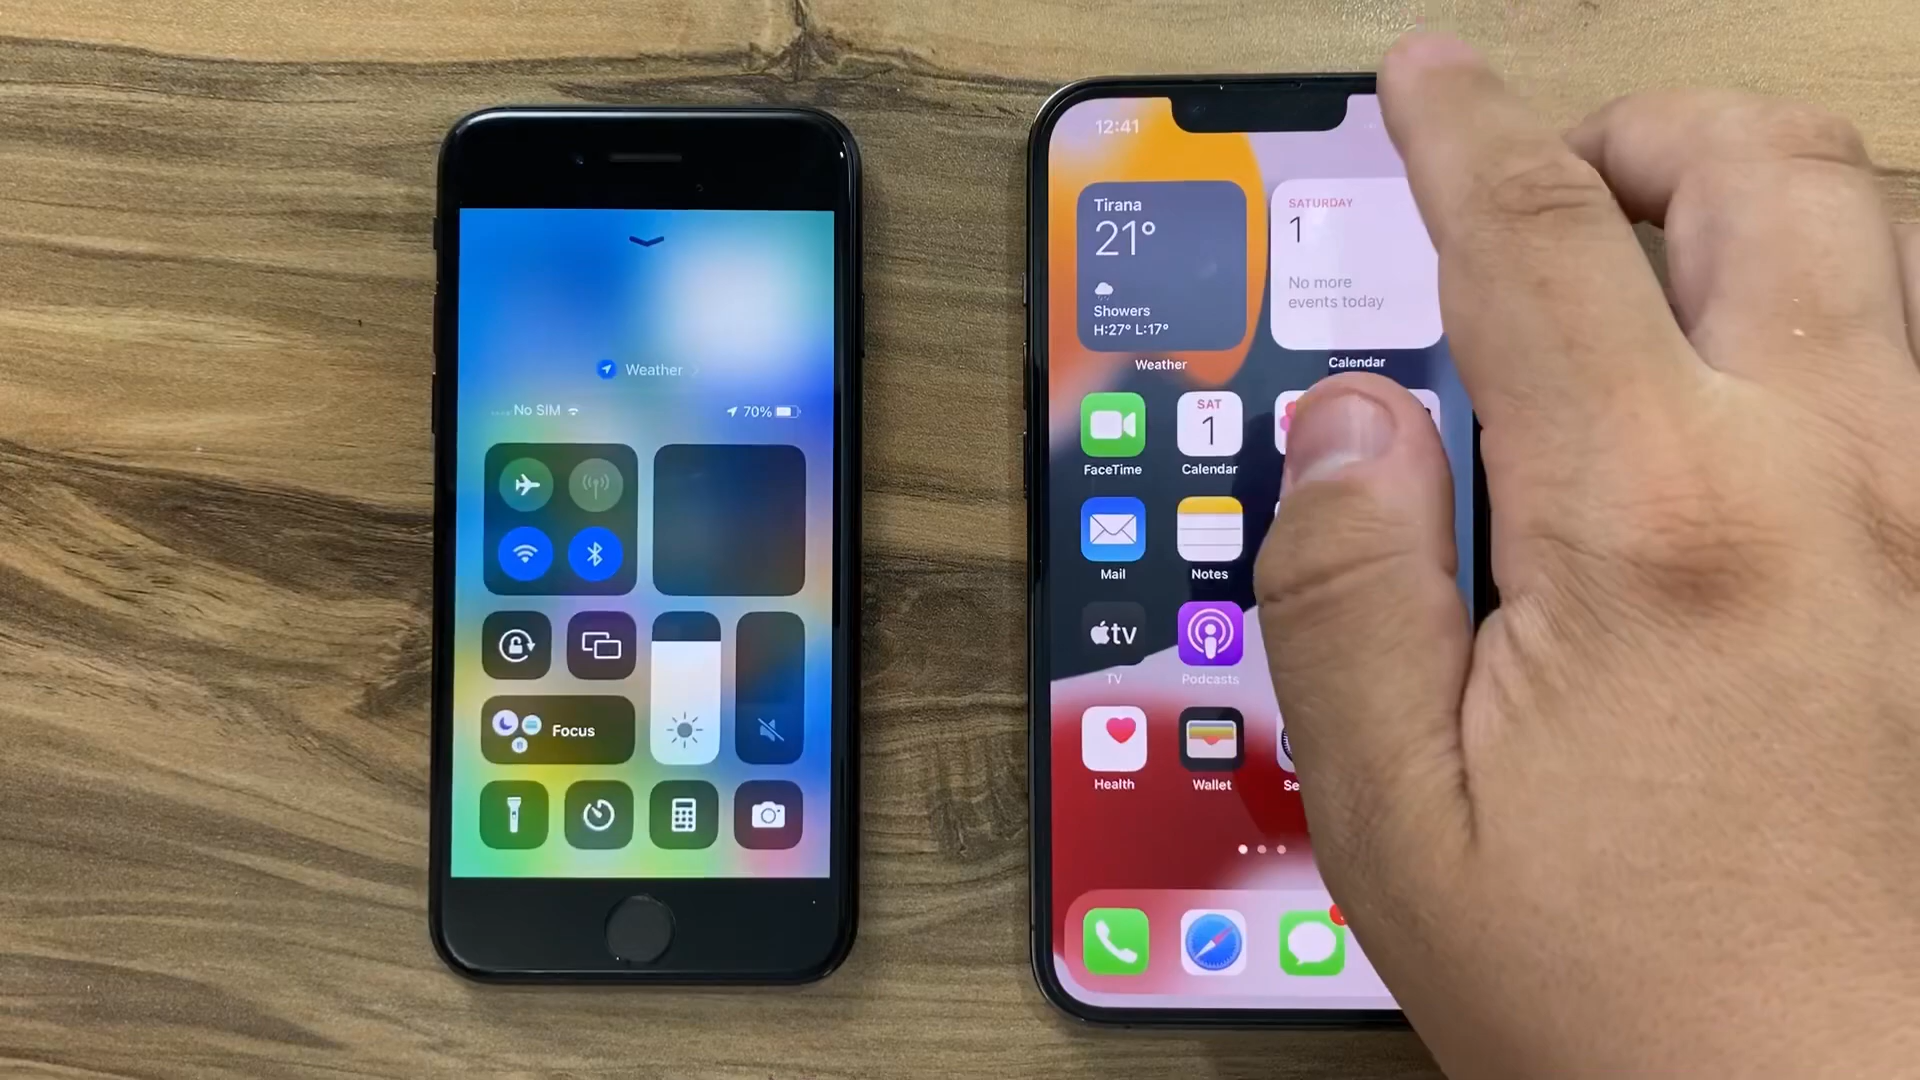 Weather
No SIM
70%
Focus
12:41
Tirana
21°
Showers
H:27° L:17°
Weather
SATURDAY
1
No more
events today
Calendar
FaceTime
SAT
1
Calendar
Mail
Notes
tv
TV
Podcasts
Health
Wallet
Se